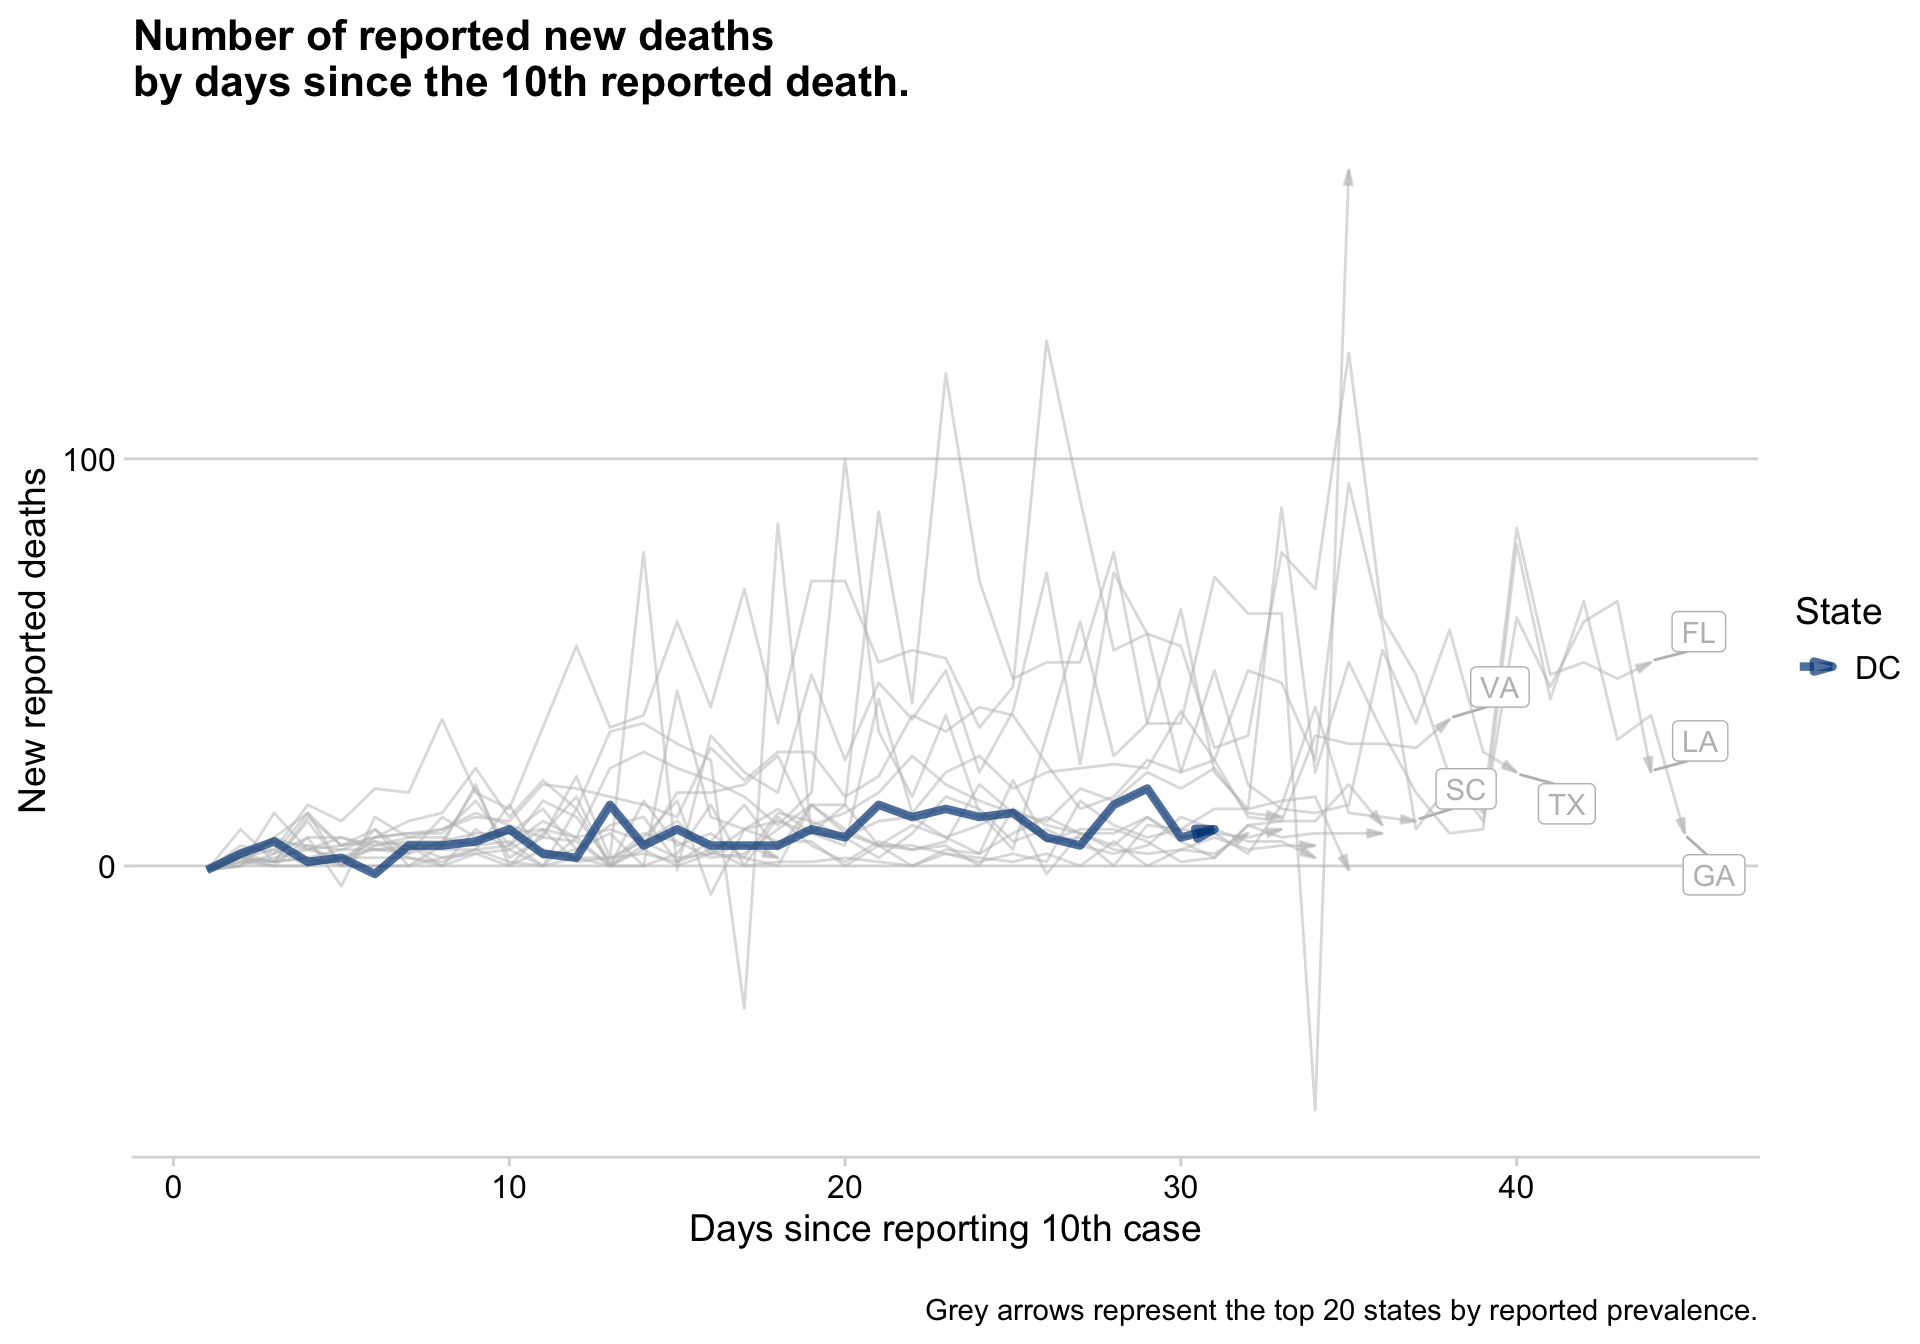 Number of reported new deaths
by days since the 10th reported death.
New reported deaths
100
0
FL
VA
LA
SC
TX
GA
State
DC
0 10 20 30 40
Days since reporting 10th case
Grey arrows represent the top 20 states by reported prevalence.